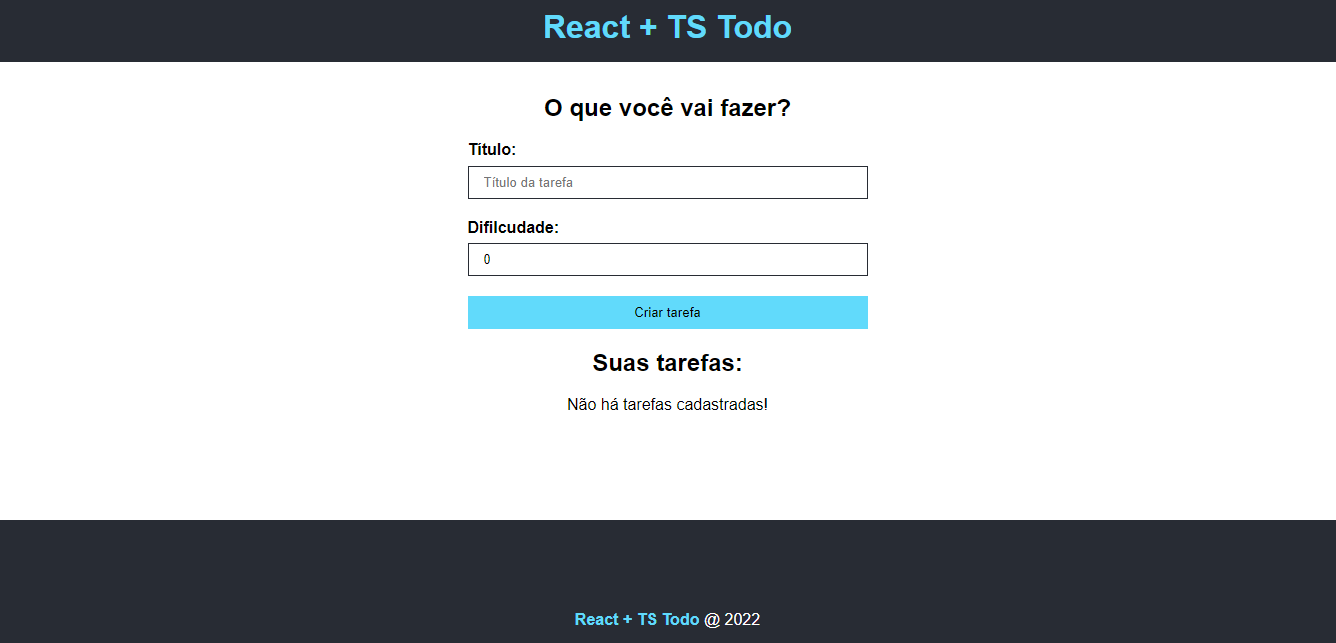 React + TS Todo
O que você vai fazer?
Título:
Título da tarefa
Difilcudade:
0
Criar tarefa
Suas tarefas:
Não há tarefas cadastradas!
React + TS Todo @ 2022